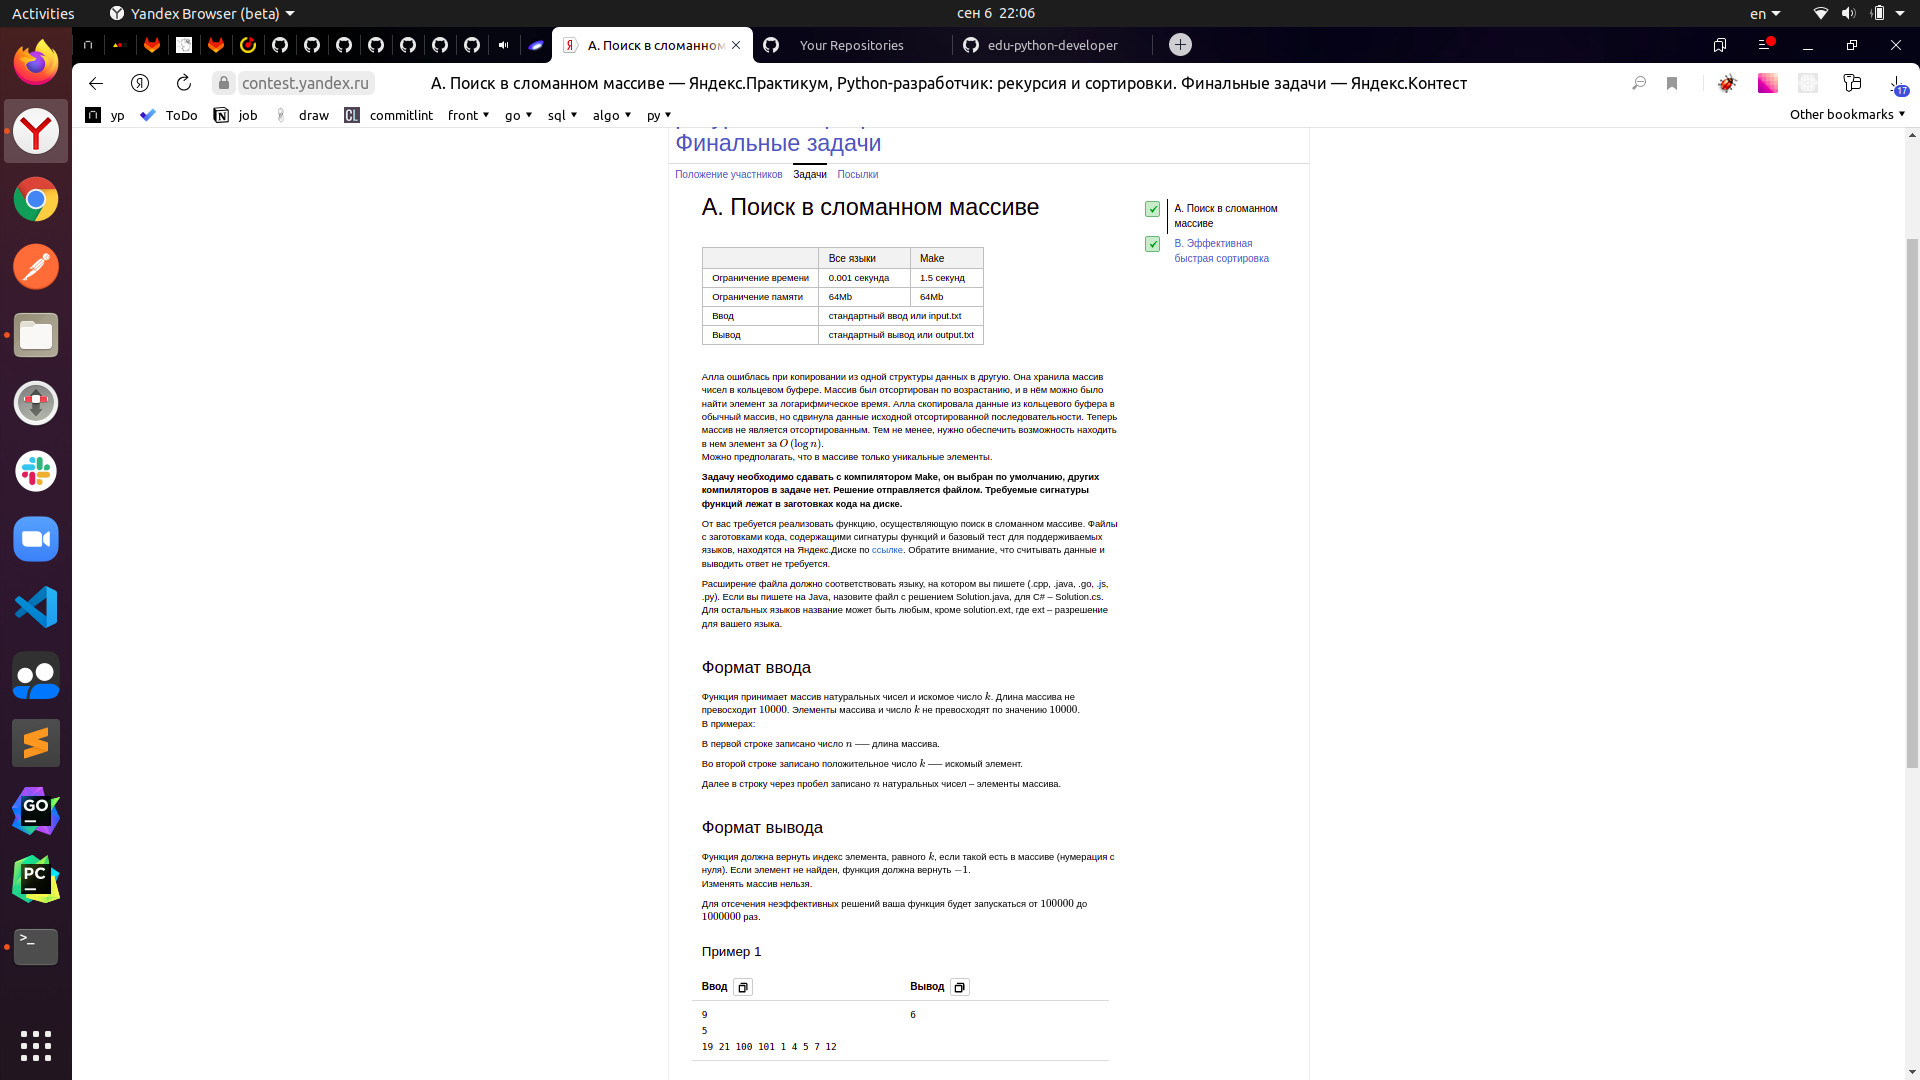 Activities
Yandex Browser (beta)
сен 6 22:06
en
А. Поиск в сломанном
Your Repositories
edu-python-developer
contest.yandex.ru
А. Поиск в сломанном массиве — Яндекс.Практикум, Python-разработчик: рекурсия и сортировки. Финальные задачи — Яндекс.Контест
17
yp
ToDo
job
draw
CL
commitlint
front
go
sql
algo
py
Other bookmarks
Финальные задачи
Положение участников
Задачи
Посылки
A. Поиск в сломанном массиве
A. Поиск в сломанном
массиве
B. Эффективная
быстрая сортировка
Все языки Make
Ограничение времени 0.001 секунда 1.5 секунд
Ограничение памяти 64Mb 64Mb
Ввод стандартный ввод или input.txt
Вывод стандартный вывод или output.txt
Алла ошиблась при копировании из одной структуры данных в другую. Она хранила массив
чисел в кольцевом буфере. Массив был отсортирован по возрастанию, и в нём можно было
найти элемент за логарифмическое время. Алла скопировала данные из кольцевого буфера в
обычный массив, но сдвинула данные исходной отсортированной последовательности. Теперь
массив не является отсортированным. Тем не менее, нужно обеспечить возможность находить
в нем элемент за O (log n).
Можно предполагать, что в массиве только уникальные элементы.
Задачу необходимо сдавать с компилятором Make, он выбран по умолчанию, других
компиляторов в задаче нет. Решение отправляется файлом. Требуемые сигнатуры
функций лежат в заготовках кода на диске.
От вас требуется реализовать функцию, осуществляющую поиск в сломанном массиве. Файлы
с заготовками кода, содержащими сигнатуры функций и базовый тест для поддерживаемых
языков, находятся на Яндекс.Диске по ссылке. Обратите внимание, что считывать данные и
выводить ответ не требуется.
Расширение файла должно соответствовать языку, на котором вы пишете (.cpp, .java, .go, .js,
.py). Если вы пишете на Java, назовите файл с решением Solution.java, для C# – Solution.cs.
Для остальных языков название может быть любым, кроме solution.ext, где ext – разрешение
для вашего языка.
Формат ввода
Функция принимает массив натуральных чисел и искомое число k. Длина массива не
превосходит 10000. Элементы массива и число k не превосходят по значению 10000.
В примерах:
В первой строке записано число n –— длина массива.
Во второй строке записано положительное число k –— искомый элемент.
Далее в строку через пробел записано n натуральных чисел – элементы массива.
Формат вывода
Функция должна вернуть индекс элемента, равного k, если такой есть в массиве (нумерация с
нуля). Если элемент не найден, функция должна вернуть −1.
Изменять массив нельзя.
Для отсечения неэффективных решений ваша функция будет запускаться от 100000 до
1000000 раз.
Пример 1
Ввод Вывод
9 6
5
19 21 100 101 1 4 5 7 12
GO
PC
>_